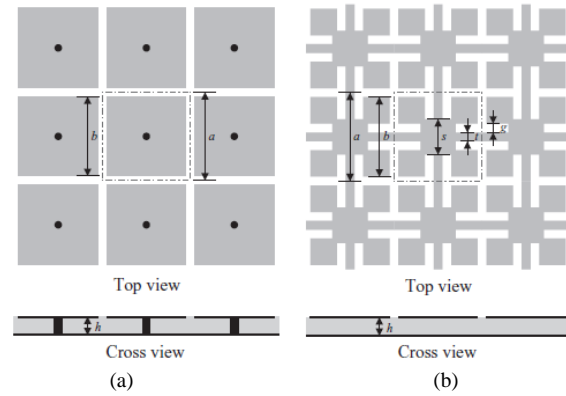 b a
a b s t g
Top view Top view
h h
Cross view Cross view
(a) (b)